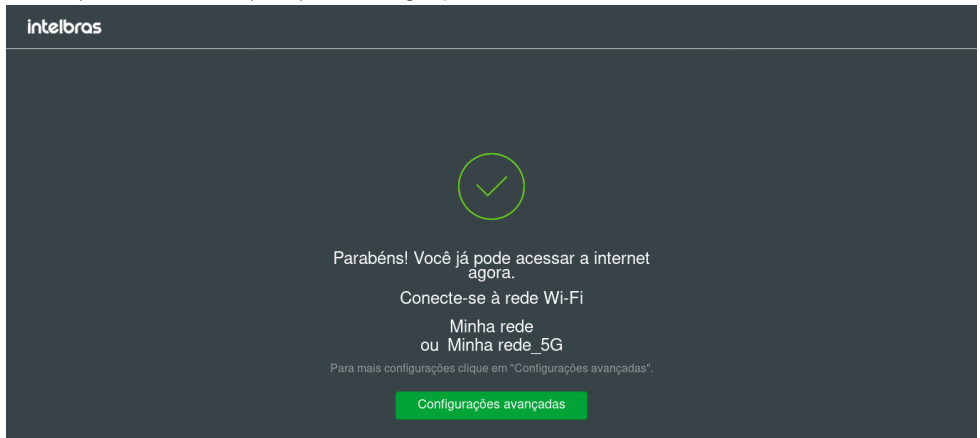 intelbras
Parabéns! Você já pode acessar a internet
agora.
Conecte-se à rede Wi-Fi
Minha rede
ou Minha rede_5G
Para mais configurações clique em "Configurações avançadas".
Configurações avançadas